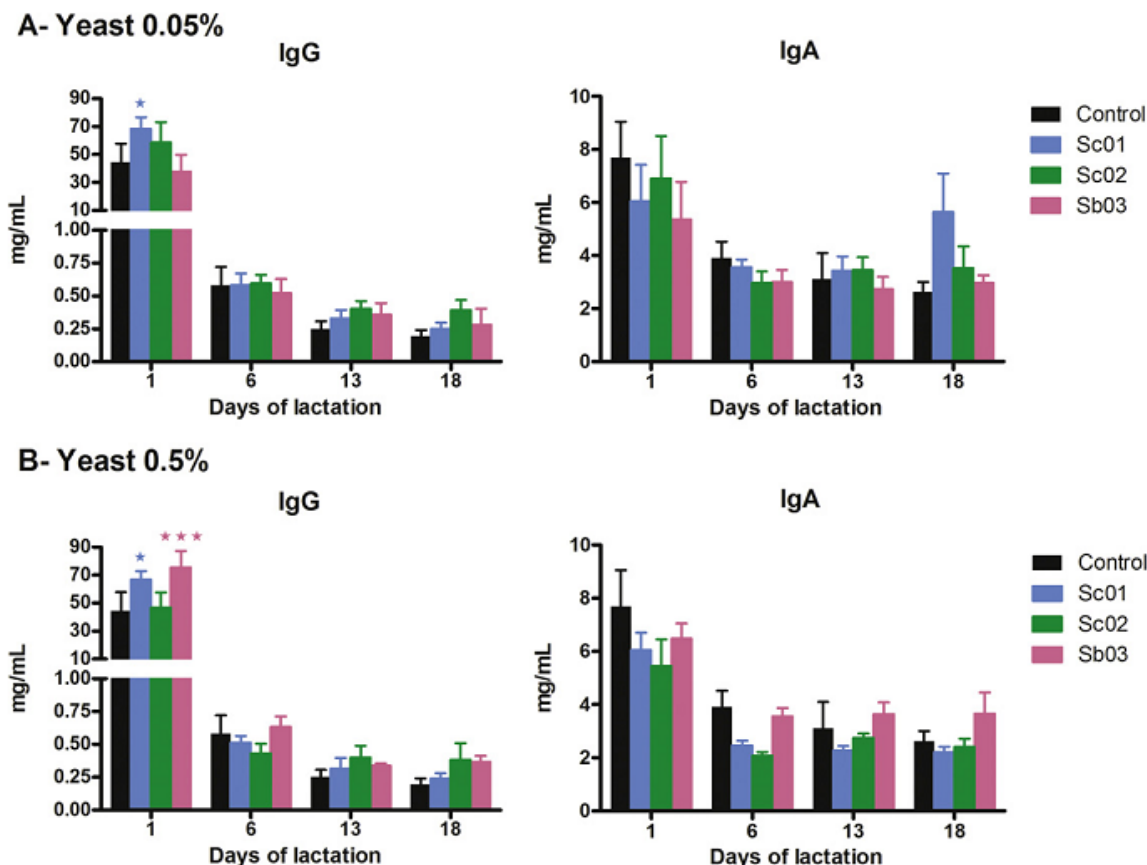 A- Yeast 0.05%
IgG
mg/mL
90
70
50
30
10
1.00
0.75
0.50
0.25
0.00
1 6 13 18
Days of lactation
IgA
mg/mL
10
8
6
4
2
0
1 6 13 18
Days of lactation
Control
Sc01
Sc02
Sb03
B- Yeast 0.5%
IgG
mg/mL
90
70
50
30
10
1.00
0.75
0.50
0.25
0.00
1 6 13 18
Days of lactation
IgA
mg/mL
10
8
6
4
2
0
1 6 13 18
Days of lactation
Control
Sc01
Sc02
Sb03